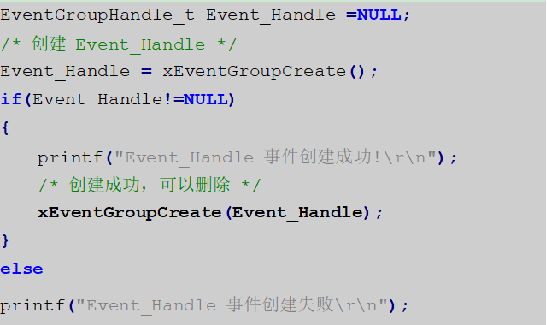 EventGroupHandle_t Event_Handle =NULL;
/* 创建 Event_Handle */
Event_Handle = xEventGroupCreate();
if(Event_Handle!=NULL)
{
printf("Event_Handle 事件创建成功!\r\n");
/* 创建成功，可以删除 */
xEventGroupCreate(Event_Handle);
}
else
printf("Event_Handle 事件创建失败\r\n");